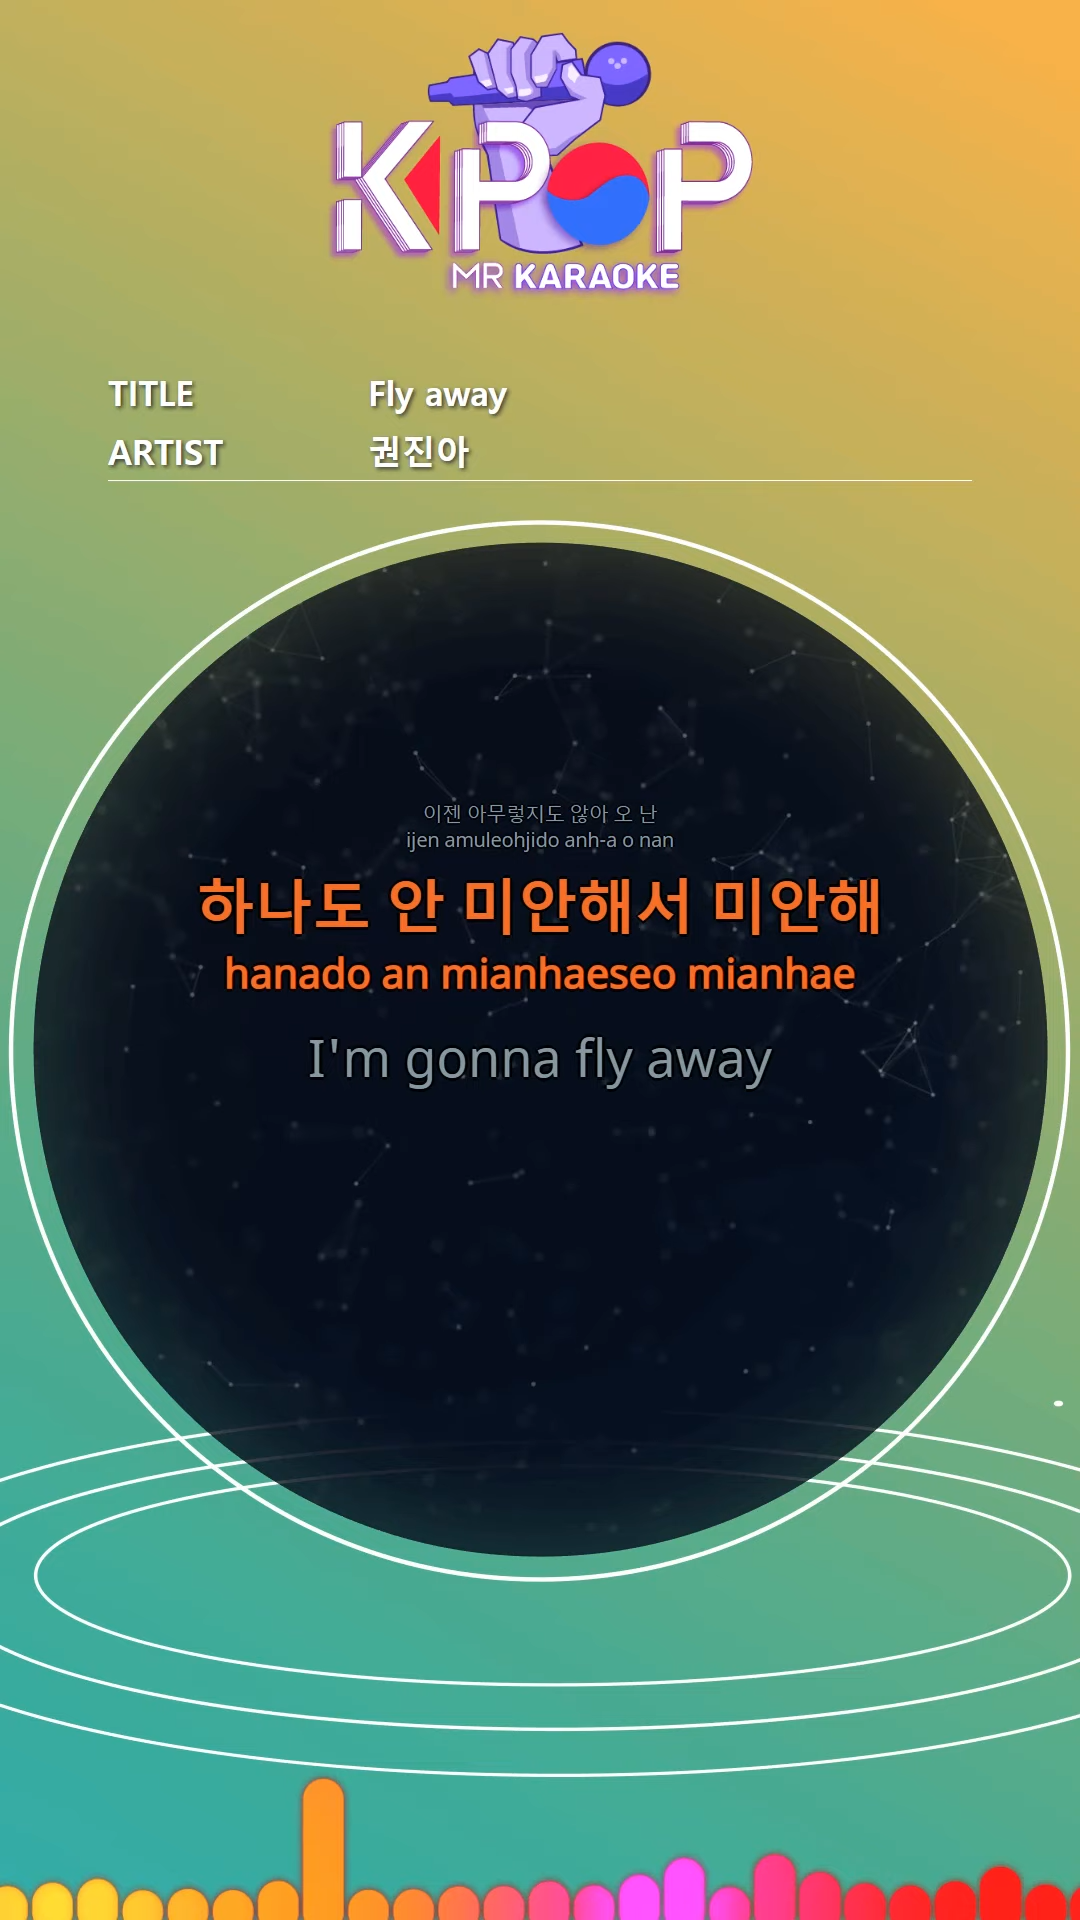 KPOP
MR KARAOKE
TITLE Fly away
ARTIST 권진아
이젠 아무렇지도 않아 오 난
ijen amuleohjido anh-a o nan
하나도 안 미안해서 미안해
hanado an mianhaeseo mianhae
I'm gonna fly away